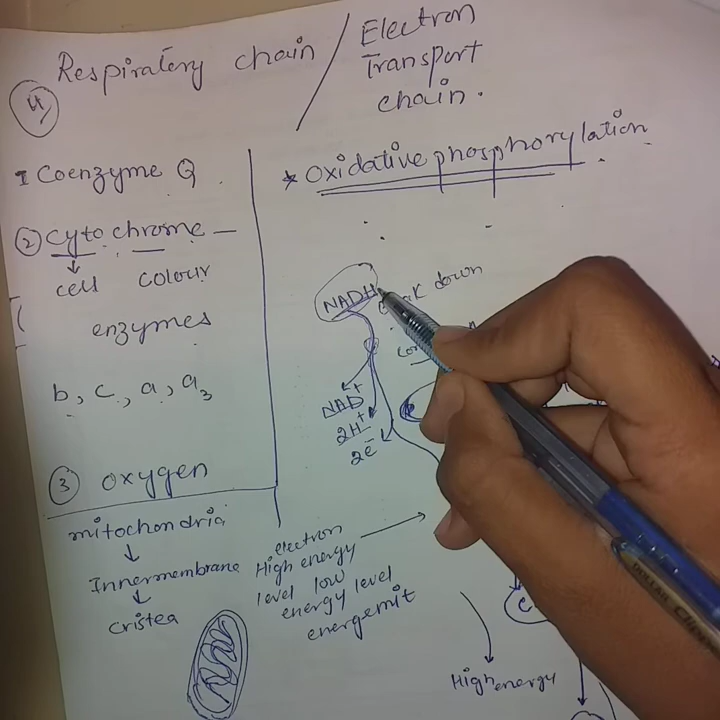 4
Respiratory chain / Electron
Transport
chain.
1 Coenzyme Q
② Cytochrome –
cell colour
enzymes
b, c, a, a3
③ oxygen
mitochondria
Innermembrane
Cristea
* Oxidative phosphorylation
NADH
down
NAD+
2H+
2e-
electron
High energy
level low
energy level
energemit
High energy
C